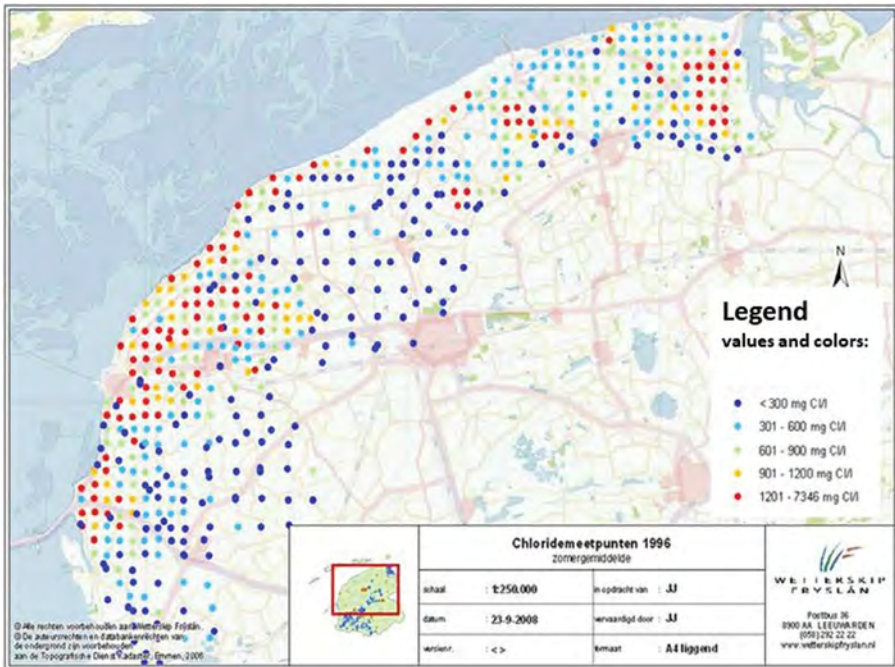 N
Legend
values and colors:
<300 mg Cl/l
301 - 600 mg Cl/l
601 - 900 mg Cl/l
901 - 1200 mg Cl/l
1201 - 7346 mg Cl/l
Chloridemeetpunten 1996
zomergemiddelde
schaal : 1:250.000
in opdracht van : JJ
datum : 23-9-2008
vervaardigd door : JJ
versienr. : <>
formaat : A4 liggend
WETTERSKIP
FRYSLÂN
Postbus 36
8900 AA LEEUWARDEN
(058) 292 22 22
www.wetterskipfryslan.nl
© Alle rechten voorbehouden aan Wetterskip Fryslân.
© De auteursrechten en databankenrechten van
de ondergrond zijn voorbehouden
aan de Topografische Dienst Kadaster, Emmen, 2006